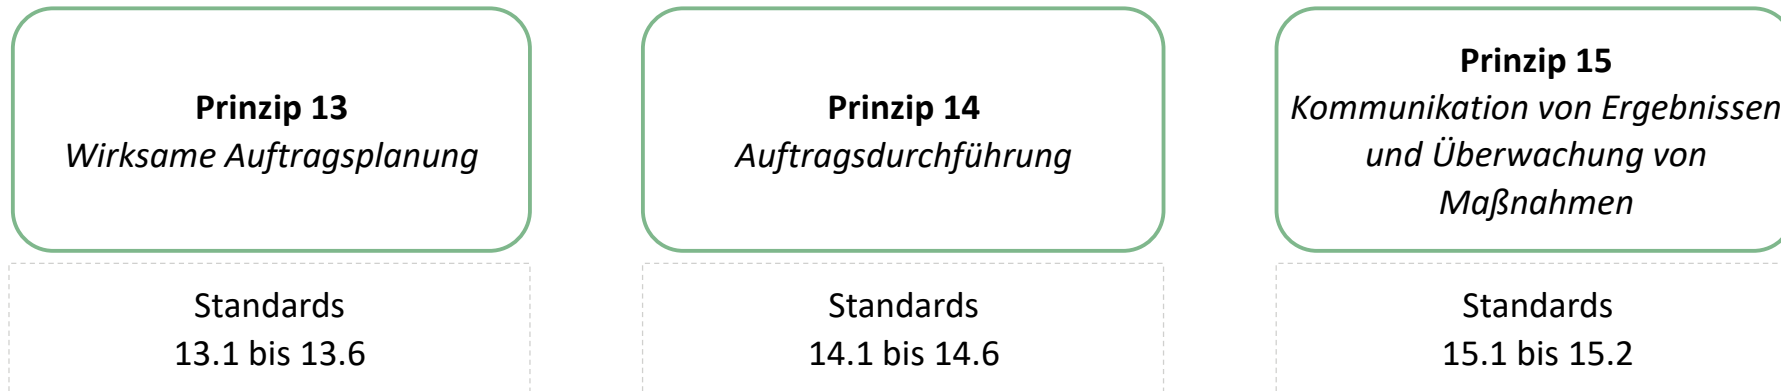 Prinzip 13
Wirksame Auftragsplanung
Standards
13.1 bis 13.6
Prinzip 14
Auftragsdurchführung
Standards
14.1 bis 14.6
Prinzip 15
Kommunikation von Ergebnissen
und Überwachung von
Maßnahmen
Standards
15.1 bis 15.2